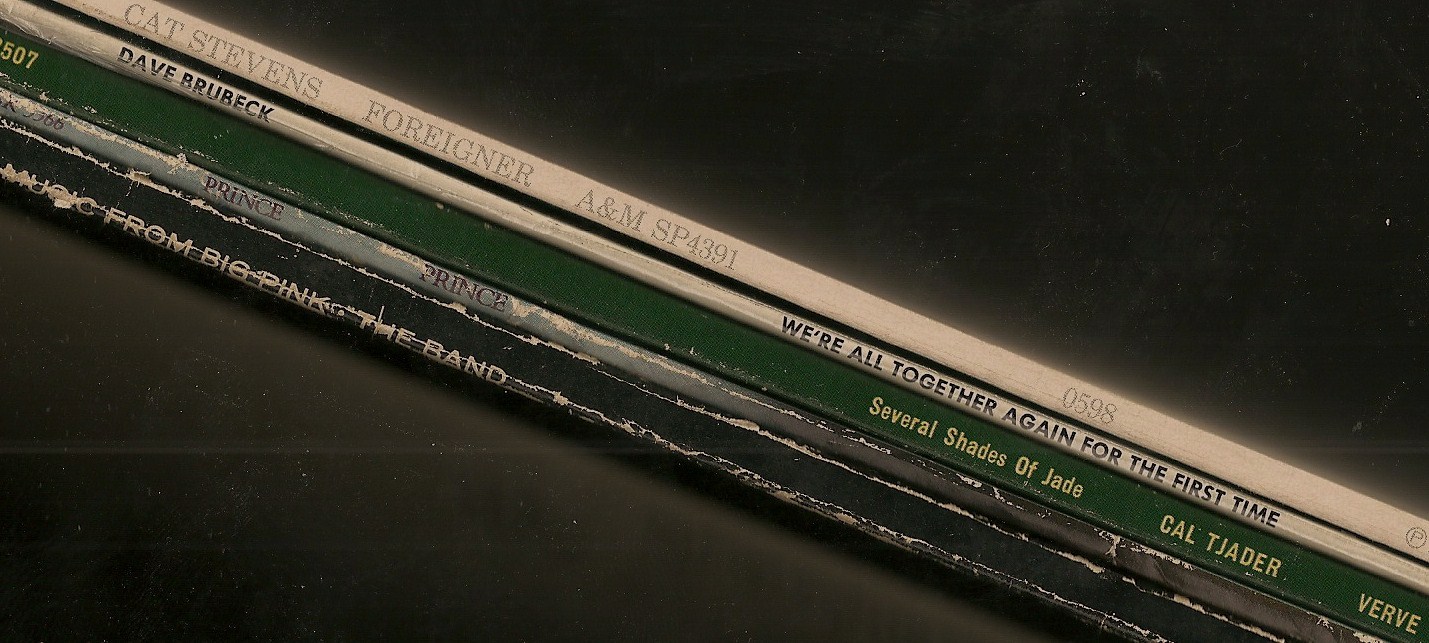 CAT STEVENS FOREIGNER A&M SP4391 0598 Ⓟ
DAVE BRUBECK WE'RE ALL TOGETHER AGAIN FOR THE FIRST TIME
507 Several Shades Of Jade CAL TJADER VERVE
3366 PRINCE PRINCE
MUSIC FROM BIG PINK THE BAND